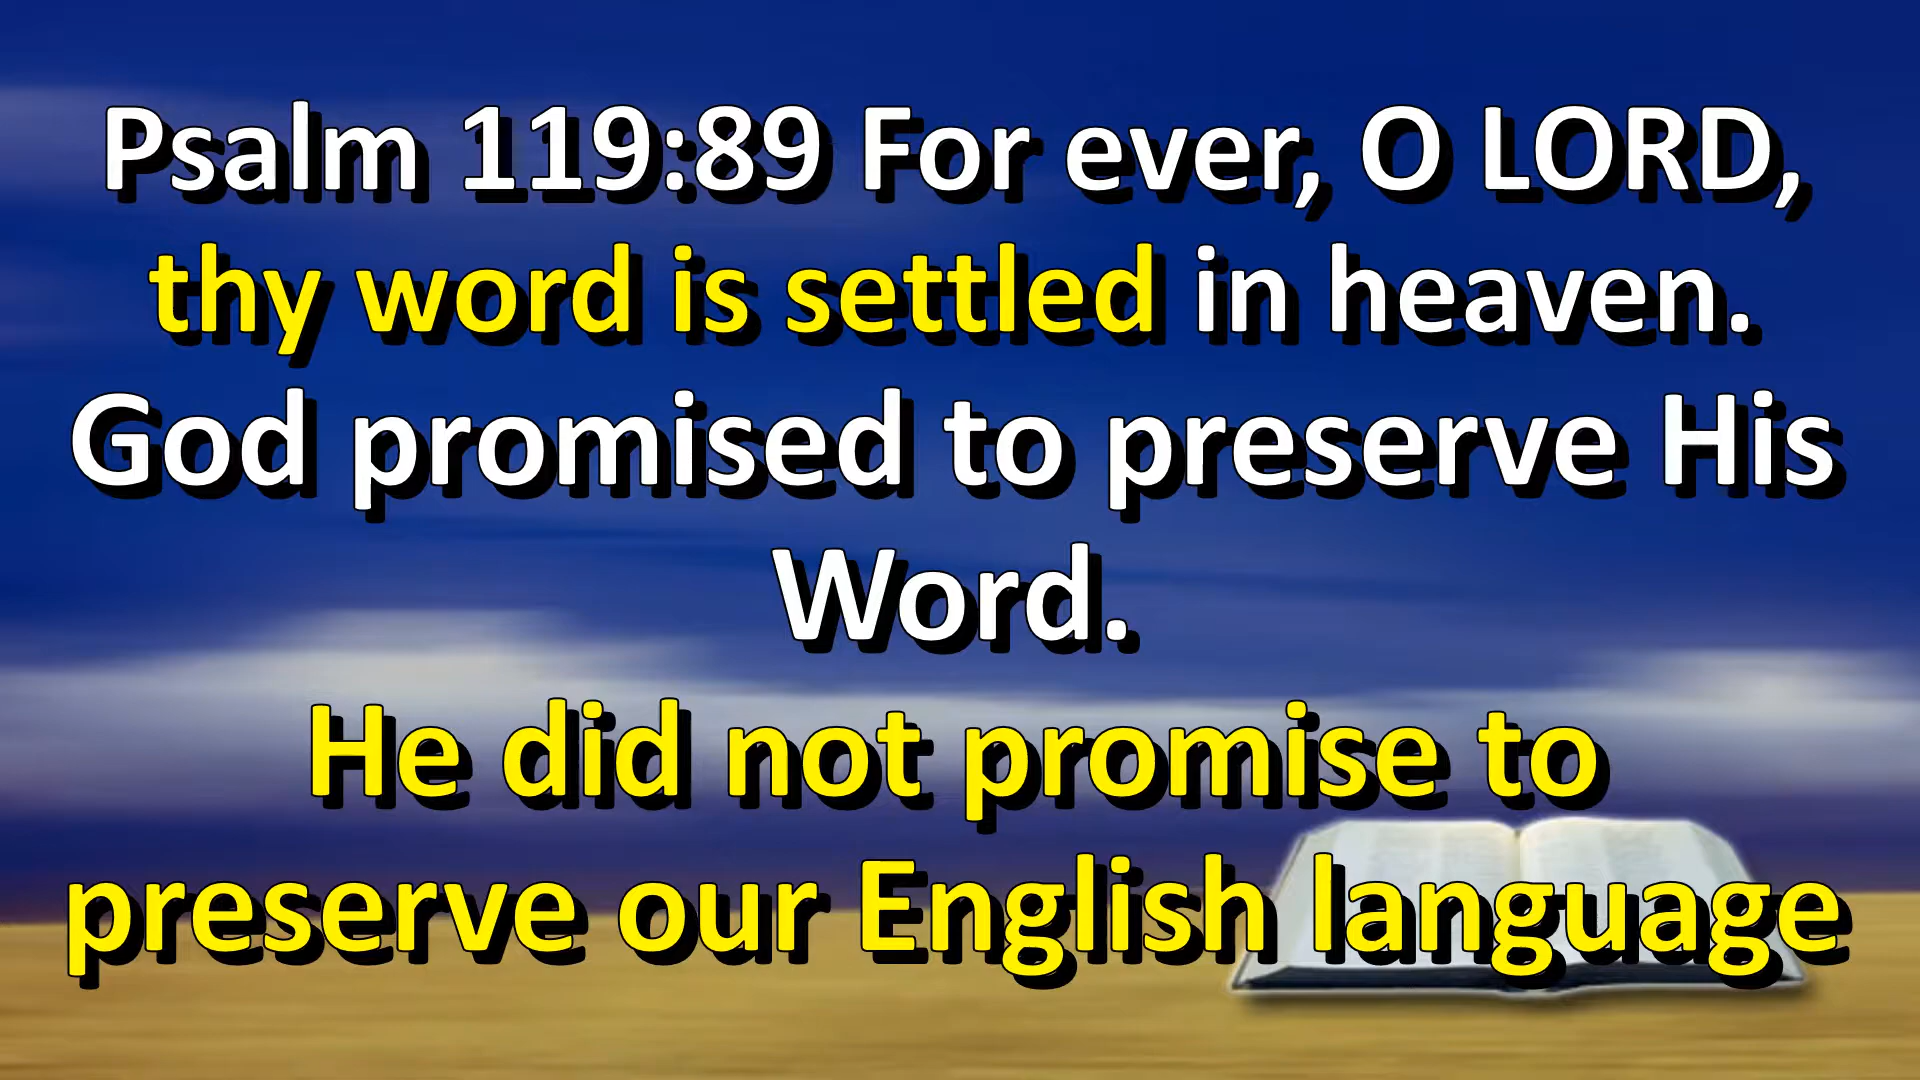 Psalm 119:89 For ever, O LORD,
thy word is settled in heaven.
God promised to preserve His
Word.
He did not promise to
preserve our English language